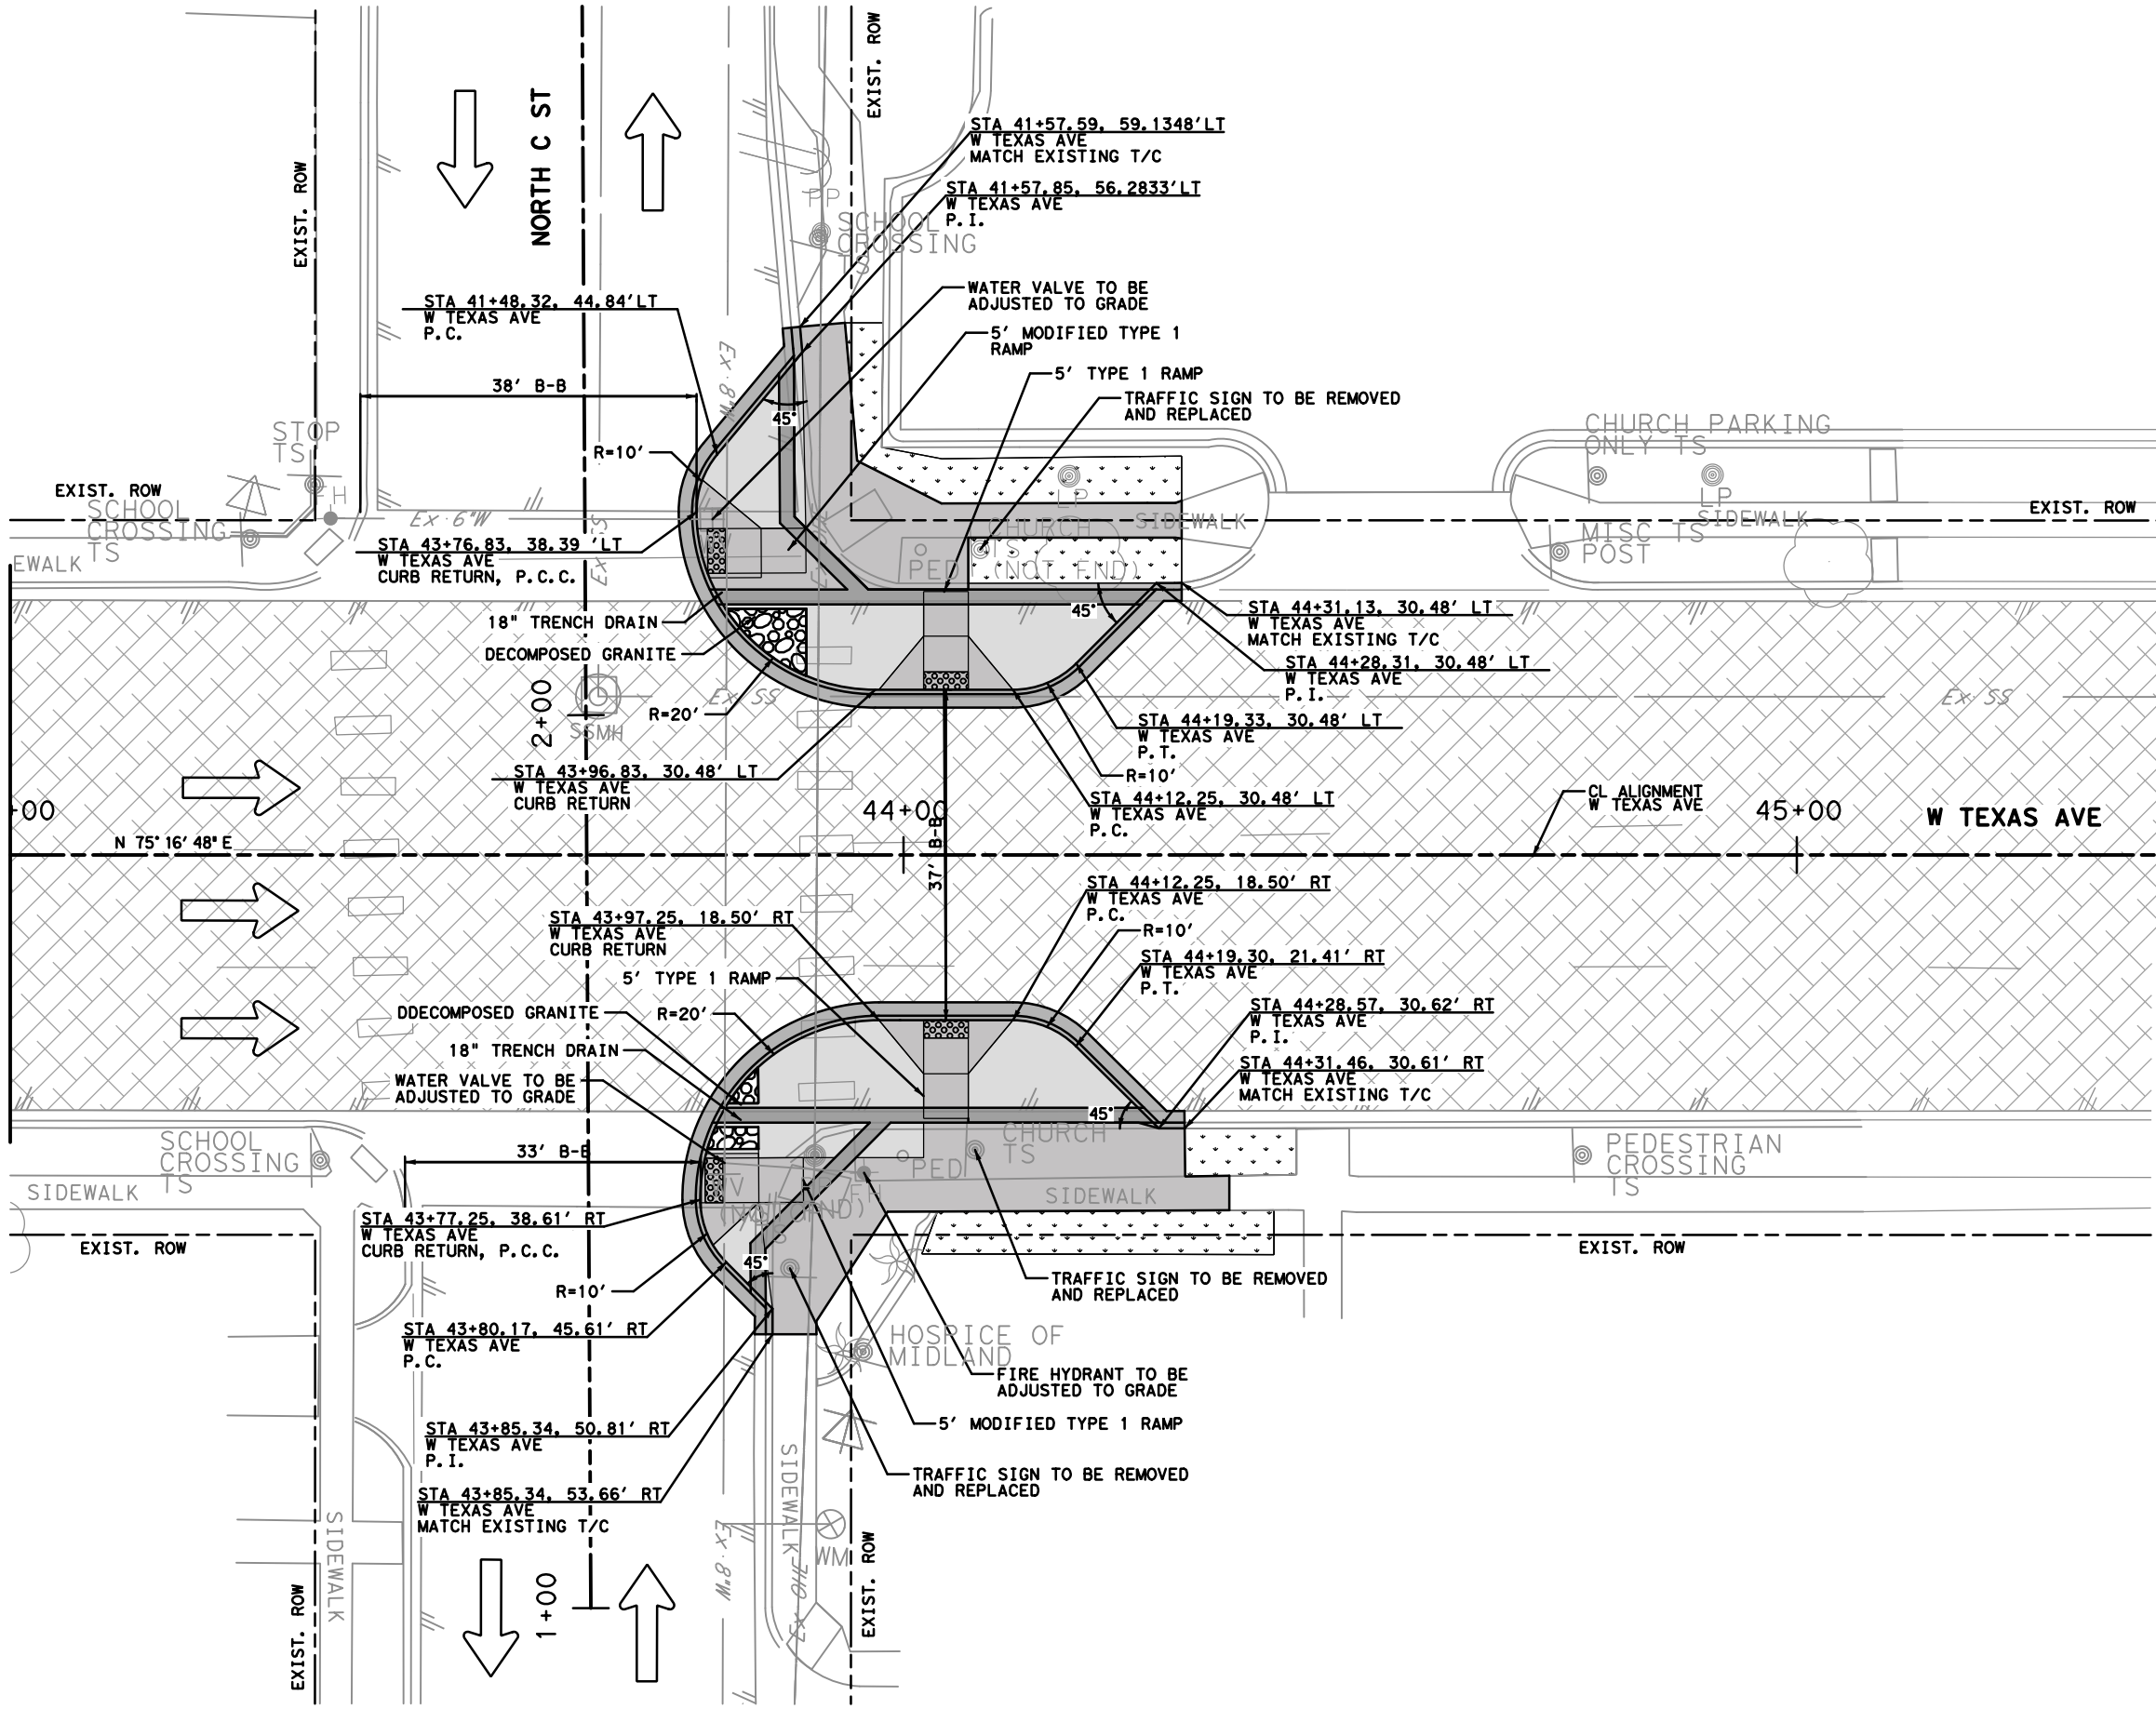 EXIST. ROW
NORTH C ST
EXIST. ROW
STA 41+57.59, 59.1348'LT
W TEXAS AVE
MATCH EXISTING T/C
STA 41+57.85, 56.2833'LT
W TEXAS AVE
P.I.
PP
SCHOOL
CROSSING
TS
WATER VALVE TO BE
ADJUSTED TO GRADE
STA 41+48.32, 44.84'LT
W TEXAS AVE
P.C.
5' MODIFIED TYPE 1
RAMP
Ex. 8"W
38' B-B
5' TYPE 1 RAMP
TRAFFIC SIGN TO BE REMOVED
AND REPLACED
45°
STOP
TS
R=10'
CHURCH PARKING
ONLY TS
EXIST. ROW
SCHOOL
CROSSING
TS
FH
Ex. 6"W
Ex SS
LP
CHURCH
TS
SIDEWALK
LP
SIDEWALK
MISC TS
POST
EXIST. ROW
EWALK
STA 43+76.83, 38.39 'LT
W TEXAS AVE
CURB RETURN, P.C.C.
PED
(NOT FND)
18" TRENCH DRAIN
DECOMPOSED GRANITE
45°
STA 44+31.13, 30.48' LT
W TEXAS AVE
MATCH EXISTING T/C
STA 44+28.31, 30.48' LT
W TEXAS AVE
P.I.
2+00
SSMH
Ex SS
R=20'
Ex SS
STA 44+19.33, 30.48' LT
W TEXAS AVE
P.T.
STA 43+96.83, 30.48' LT
W TEXAS AVE
CURB RETURN
R=10'
STA 44+12.25, 30.48' LT
W TEXAS AVE
P.C.
+00
44+00
CL ALIGNMENT
W TEXAS AVE
45+00
W TEXAS AVE
N 75°16'48" E
37' B-B
STA 44+12.25, 18.50' RT
W TEXAS AVE
P.C.
STA 43+97.25, 18.50' RT
W TEXAS AVE
CURB RETURN
R=10'
STA 44+19.30, 21.41' RT
W TEXAS AVE
P.T.
5' TYPE 1 RAMP
DDECOMPOSED GRANITE
R=20'
STA 44+28.57, 30.62' RT
W TEXAS AVE
P.I.
18" TRENCH DRAIN
STA 44+31.46, 30.61' RT
W TEXAS AVE
MATCH EXISTING T/C
WATER VALVE TO BE
ADJUSTED TO GRADE
45°
SCHOOL
CROSSING
TS
33' B-B
CHURCH
TS
PED
PEDESTRIAN
CROSSING
TS
SIDEWALK
SIDEWALK
STA 43+77.25, 38.61' RT
W TEXAS AVE
CURB RETURN, P.C.C.
EXIST. ROW
EXIST. ROW
45°
R=10'
TRAFFIC SIGN TO BE REMOVED
AND REPLACED
STA 43+80.17, 45.61' RT
W TEXAS AVE
P.C.
HOSPICE OF
MIDLAND
FIRE HYDRANT TO BE
ADJUSTED TO GRADE
STA 43+85.34, 50.81' RT
W TEXAS AVE
P.I.
5' MODIFIED TYPE 1 RAMP
TRAFFIC SIGN TO BE REMOVED
AND REPLACED
STA 43+85.34, 53.66' RT
W TEXAS AVE
MATCH EXISTING T/C
SIDEWALK
SIDEWALK
Ex. 8"W
WM
1+00
EXIST. ROW
EXIST. ROW